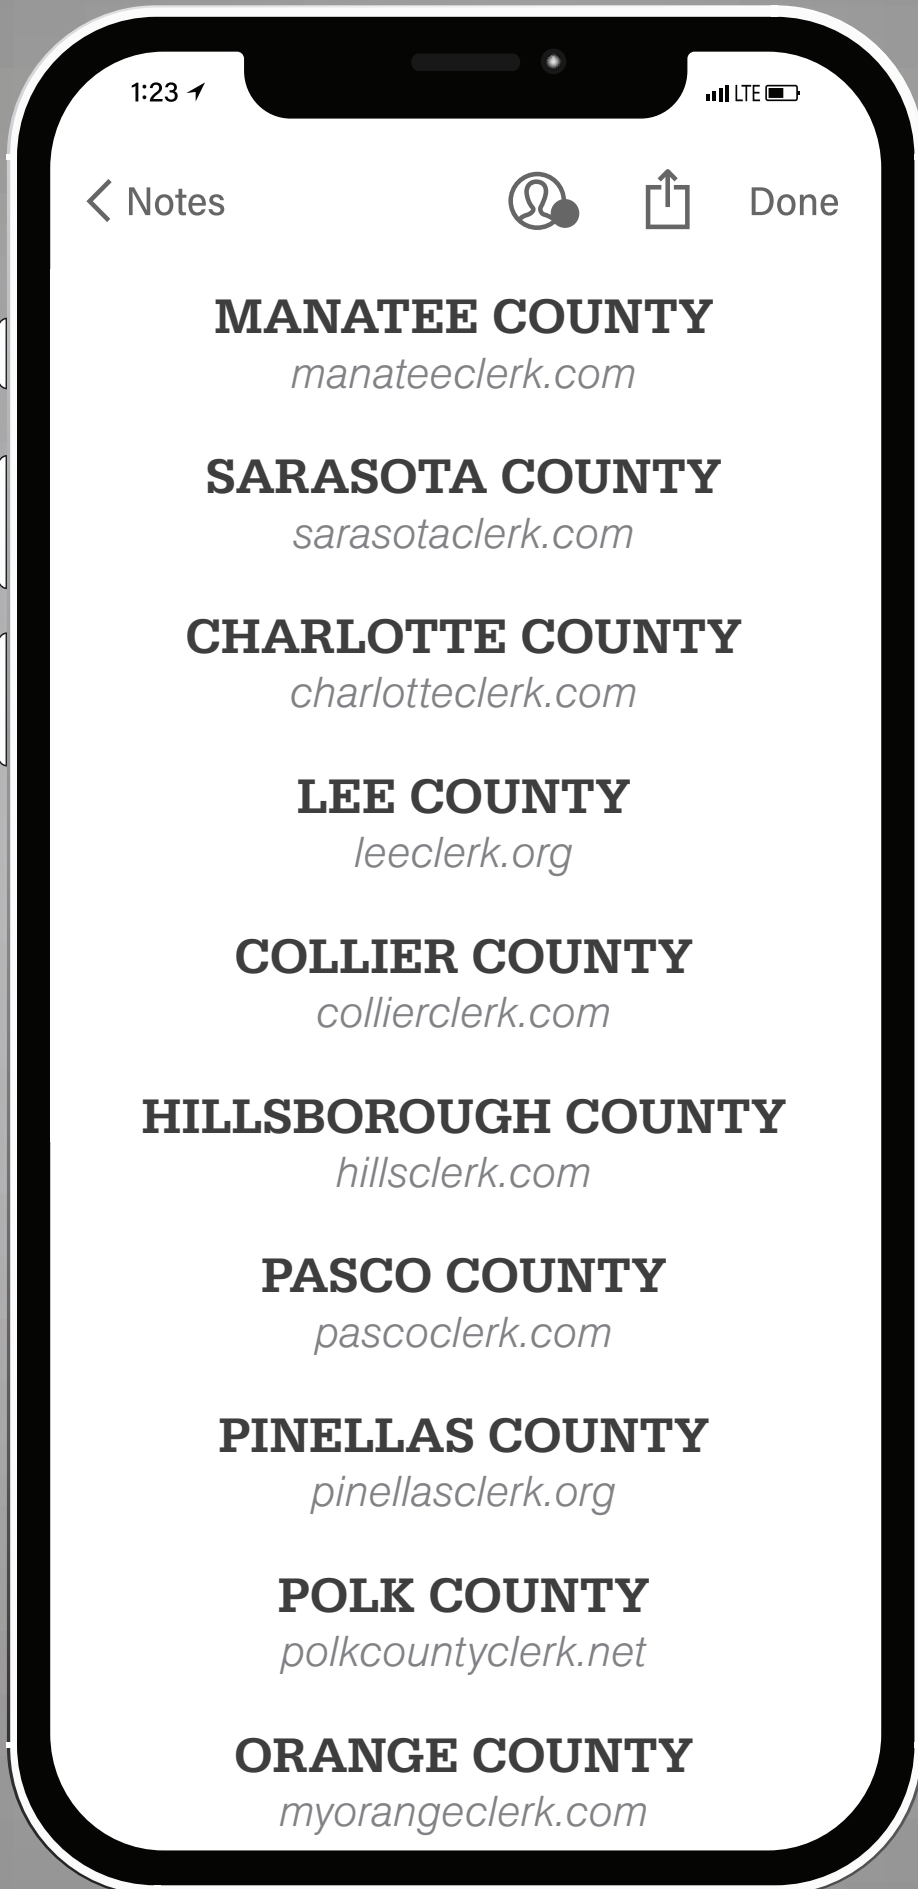 1:23 LTE
Notes Done
MANATEE COUNTY
manateeclerk.com
SARASOTA COUNTY
sarasotaclerk.com
CHARLOTTE COUNTY
charlotteclerk.com
LEE COUNTY
leeclerk.org
COLLIER COUNTY
collierclerk.com
HILLSBOROUGH COUNTY
hillsclerk.com
PASCO COUNTY
pascoclerk.com
PINELLAS COUNTY
pinellasclerk.org
POLK COUNTY
polkcountyclerk.net
ORANGE COUNTY
myorangeclerk.com